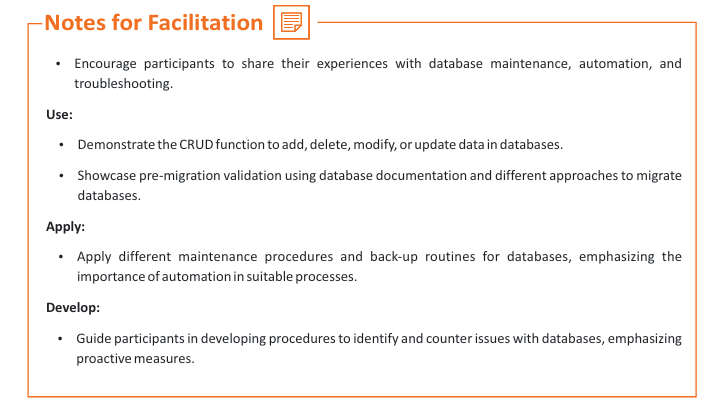 Notes for Facilitation
• Encourage participants to share their experiences with database maintenance, automation, and
troubleshooting.
Use:
• Demonstrate the CRUD function to add, delete, modify, or update data in databases.
• Showcase pre-migration validation using database documentation and different approaches to migrate
databases.
Apply:
• Apply different maintenance procedures and back-up routines for databases, emphasizing the
importance of automation in suitable processes.
Develop:
• Guide participants in developing procedures to identify and counter issues with databases, emphasizing
proactive measures.